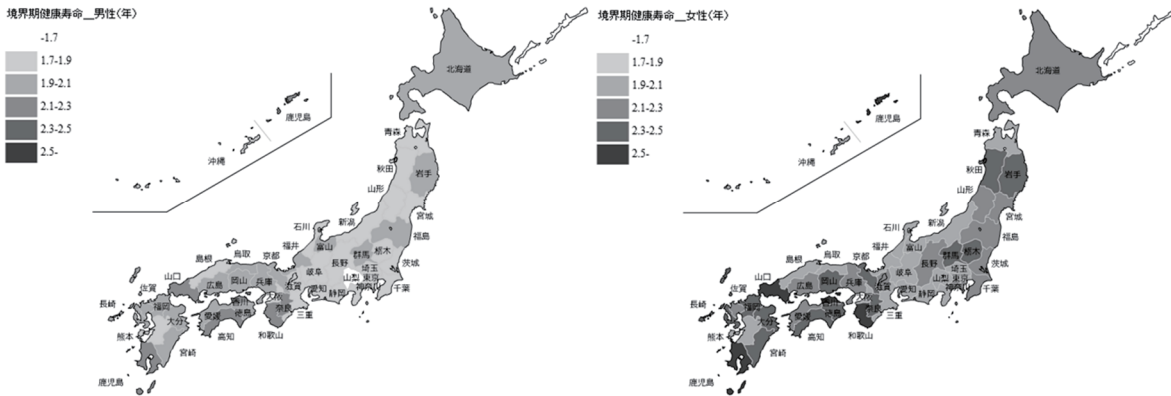 境界期健康寿命__男性(年)
-1.7
1.7-1.9
1.9-2.1
2.1-2.3
2.3-2.5
2.5-
北海道
鹿児島
沖縄
青森
秋田
岩手
山形
宮城
石川
新潟
福島
福井
富山
群馬
栃木
島根
鳥取
京都
長野
埼玉
茨城
山口
岐阜
山梨
東京
佐賀
広島
岡山
兵庫
滋賀
愛知
静岡
千葉
長崎
福岡
大分
愛媛
香川
徳島
奈良
三重
熊本
高知
和歌山
宮崎
鹿児島
境界期健康寿命__女性(年)
-1.7
1.7-1.9
1.9-2.1
2.1-2.3
2.3-2.5
2.5-
北海道
鹿児島
沖縄
青森
秋田
岩手
山形
宮城
石川
新潟
福島
福井
富山
群馬
栃木
島根
鳥取
京都
長野
埼玉
茨城
山口
岐阜
山梨
東京
佐賀
広島
岡山
兵庫
滋賀
愛知
静岡
千葉
長崎
福岡
大分
愛媛
香川
徳島
奈良
三重
熊本
高知
和歌山
宮崎
鹿児島